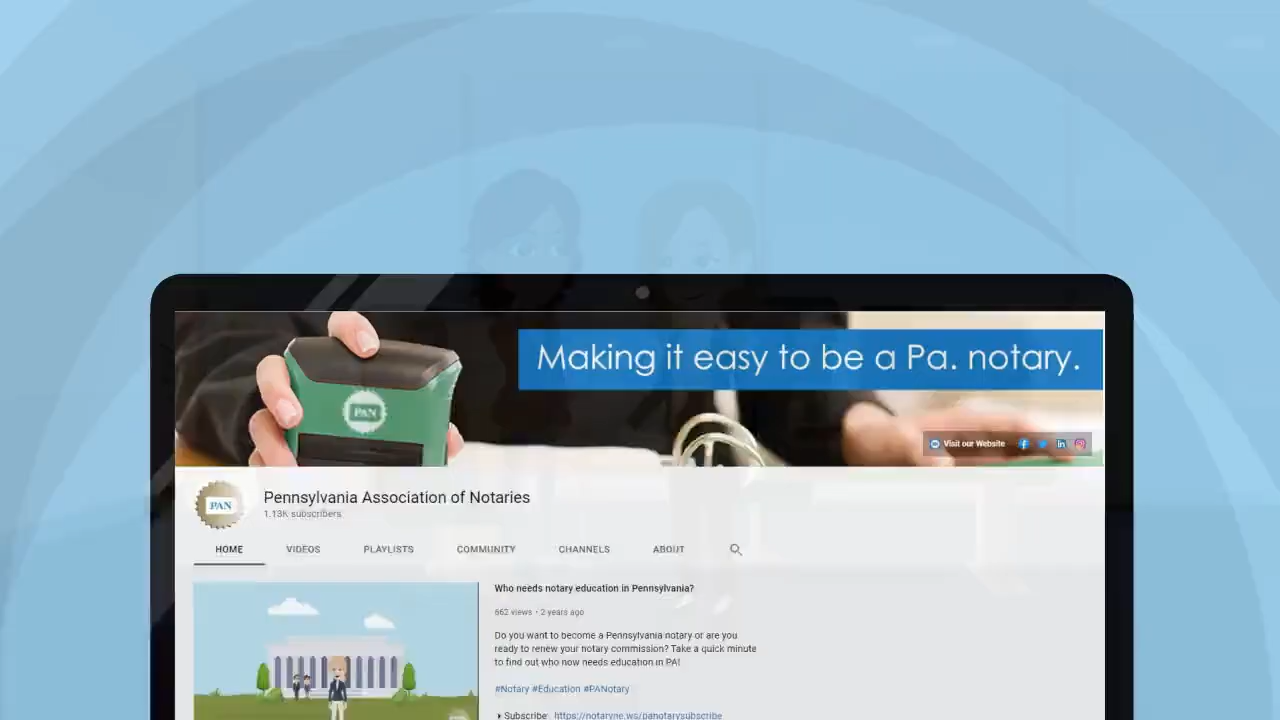 Making it easy to be a Pa. notary.
PAN
Visit our Website
PAN
Pennsylvania Association of Notaries
1.13K subscribers
HOME VIDEOS PLAYLISTS COMMUNITY CHANNELS ABOUT
Who needs notary education in Pennsylvania?
662 views • 2 years ago
Do you want to become a Pennsylvania notary or are you
ready to renew your notary commission? Take a quick minute
to find out who now needs education in PA!
#Notary #Education #PANotary
Subscribe: https://notaryne.ws/panotarysubscribe